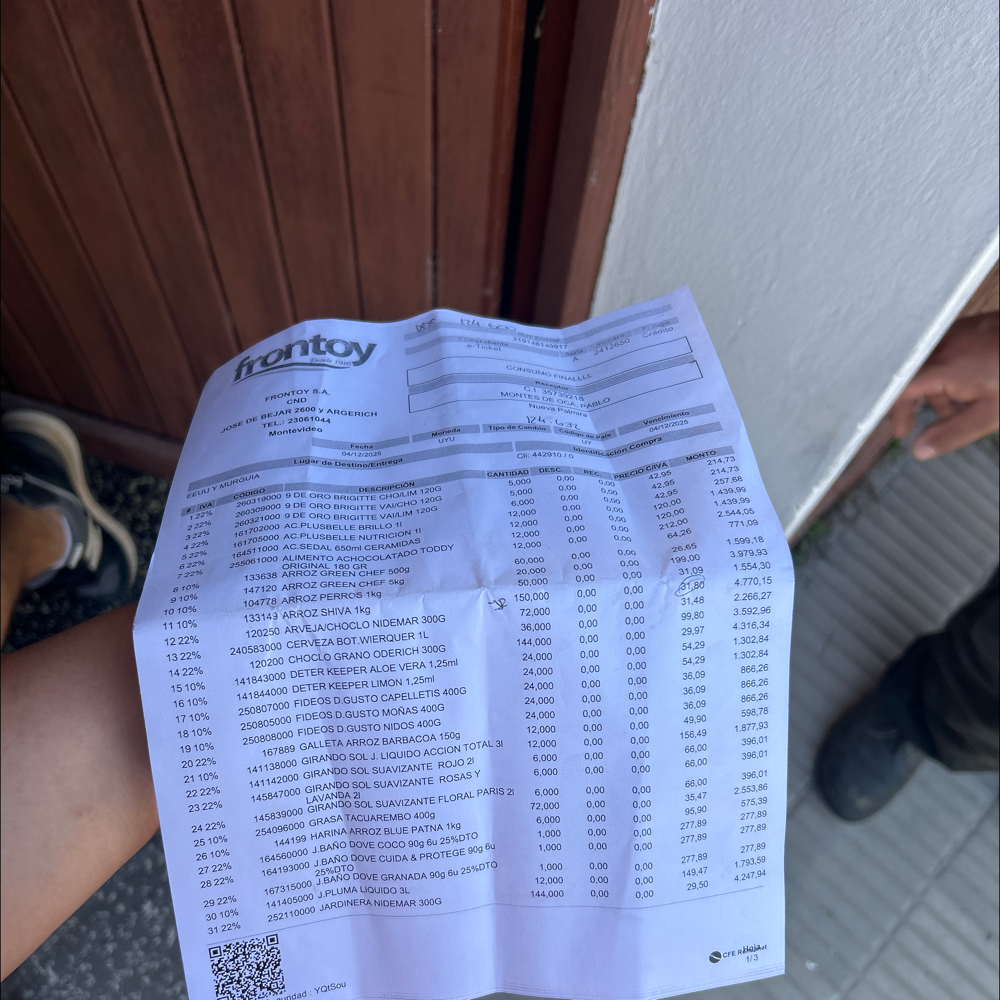 frontoy
Desde 1948
FRONTOY S.A.
CND
JOSE DE BEJAR 2600 y ARGERICH
TEL.: 23061044
Montevideo
Comprobante
e-Ticket
A 2412650 Crédito
CONSUMO FINALLLL
Receptor
C.I. 35739218
MONTES DE OCA, PABLO
Nueva Palmira
124.632
Fecha Moneda Tipo de Cambio Código de País Vencimiento
04/12/2025 UYU UY 04/12/2025
Lugar de Destino/Entrega Identificación Compra
EEUU Y MURGUIA Cli: 442910 / 0
# IVA CÓDIGO DESCRIPCIÓN CANTIDAD DESC. REC. PRECIO C/IVA MONTO
1 22% 260319000 9 DE ORO BRIGITTE CHO/LIM 120G 5,000 0,00 0,00 42,95 214,73
2 22% 260309000 9 DE ORO BRIGITTE VAI/CHO 120G 5,000 0,00 0,00 42,95 214,73
3 22% 260321000 9 DE ORO BRIGITTE VAI/LIM 120G 6,000 0,00 0,00 42,95 257,68
4 22% 161702000 AC.PLUSBELLE BRILLO 1l 12,000 0,00 0,00 120,00 1.439,99
5 22% 161705000 AC.PLUSBELLE NUTRICION 1l 12,000 0,00 0,00 120,00 1.439,99
6 22% 164511000 AC.SEDAL 650ml CERAMIDAS 12,000 0,00 0,00 212,00 2.544,05
7 22% 255061000 ALIMENTO ACHOCOLATADO TODDY 12,000 0,00 0,00 64,26 771,09
ORIGINAL 180 GR
8 10% 133638 ARROZ GREEN CHEF 500g 60,000 0,00 0,00 26,65 1.599,18
9 10% 147120 ARROZ GREEN CHEF 5kg 20,000 0,00 0,00 199,00 3.979,93
10 10% 104778 ARROZ PERROS 1kg 50,000 0,00 0,00 31,09 1.554,30
11 10% 133149 ARROZ SHIVA 1kg 150,000 0,00 0,00 31,80 4.770,15
12 22% 120250 ARVEJA/CHOCLO NIDEMAR 300G 72,000 0,00 0,00 31,48 2.266,27
13 22% 240583000 CERVEZA BOT.WIERQUER 1L 36,000 0,00 0,00 99,80 3.592,96
14 22% 120200 CHOCLO GRANO ODERICH 300G 144,000 0,00 0,00 29,97 4.316,34
15 10% 141843000 DETER KEEPER ALOE VERA 1,25ml 24,000 0,00 0,00 54,29 1.302,84
16 10% 141844000 DETER KEEPER LIMON 1,25ml 24,000 0,00 0,00 54,29 1.302,84
17 10% 250807000 FIDEOS D.GUSTO CAPELLETIS 400G 24,000 0,00 0,00 36,09 866,26
18 10% 250805000 FIDEOS D.GUSTO MOÑAS 400G 24,000 0,00 0,00 36,09 866,26
19 10% 250808000 FIDEOS D.GUSTO NIDOS 400G 24,000 0,00 0,00 36,09 866,26
20 22% 167889 GALLETA ARROZ BARBACOA 150g 12,000 0,00 0,00 49,90 598,78
21 10% 141138000 GIRANDO SOL J. LIQUIDO ACCION TOTAL 3l 12,000 0,00 0,00 156,49 1.877,93
22 22% 141142000 GIRANDO SOL SUAVIZANTE ROJO 2l 6,000 0,00 0,00 66,00 396,01
23 22% 145847000 GIRANDO SOL SUAVIZANTE ROSAS Y 6,000 0,00 0,00 66,00 396,01
LAVANDA 2l
24 22% 145839000 GIRANDO SOL SUAVIZANTE FLORAL PARIS 2l 6,000 0,00 0,00 66,00 396,01
25 10% 254096000 GRASA TACUAREMBO 400g 72,000 0,00 0,00 35,47 2.553,86
26 10% 144199 HARINA ARROZ BLUE PATNA 1kg 6,000 0,00 0,00 95,90 575,39
27 22% 164560000 J.BAÑO DOVE COCO 90g 6u 25%DTO 1,000 0,00 0,00 277,89 277,89
28 22% 164193000 J.BAÑO DOVE CUIDA & PROTEGE 90g 6u 1,000 0,00 0,00 277,89 277,89
25%DTO
29 22% 167315000 J.BAÑO DOVE GRANADA 90g 6u 25%DTO 1,000 0,00 0,00 277,89 277,89
30 10% 141405000 J.PLUMA LIQUIDO 3L 12,000 0,00 0,00 149,47 1.793,59
31 22% 252110000 JARDINERA NIDEMAR 300G 144,000 0,00 0,00 29,50 4.247,94
Hoja
1/3
YQtSou